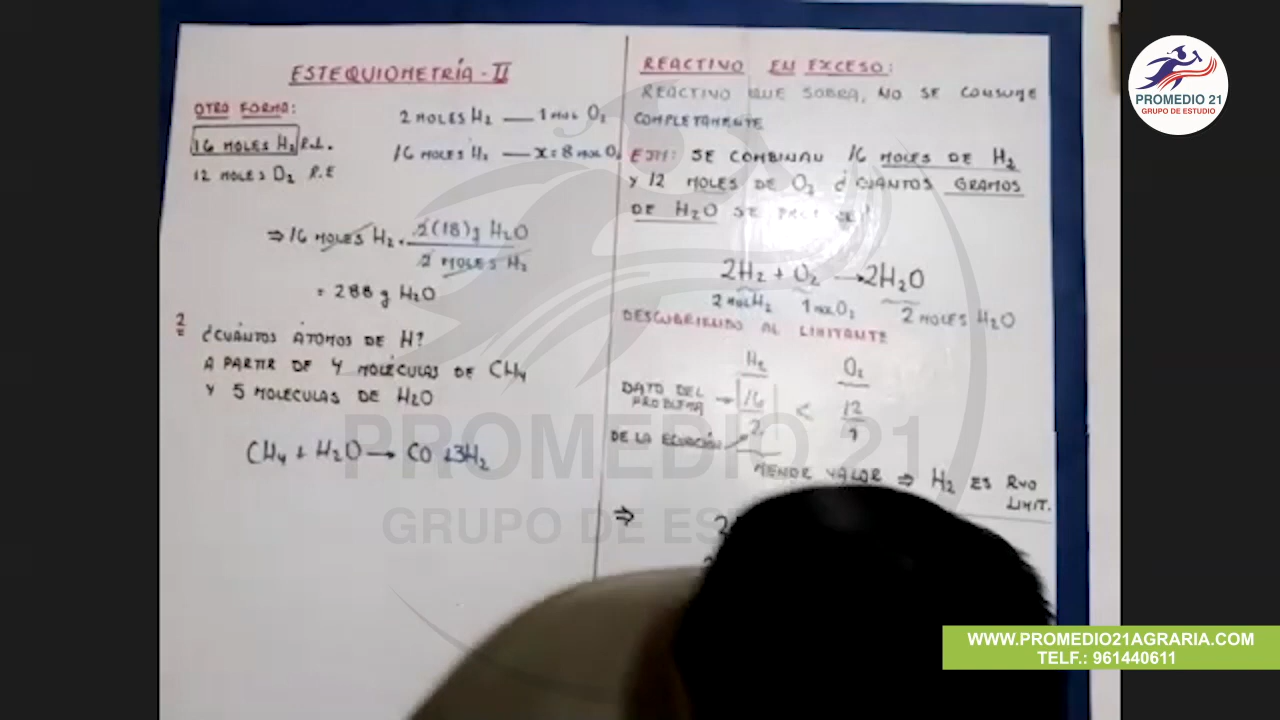 ESTEQUIOMETRÍA - II
OTRO FORMA:
16 MOLES H₂ R.L.
12 MOLES O₂ R.E
2 MOLES H₂ — 1 MOL O₂
16 MOLES H₂ — X = 8 MOL O₂
⇒ 16 MOLES H₂ . 2(18)g H₂O
2 MOLES H₂
= 288 g H₂O
2
¿CUÁNTOS ÁTOMOS DE H?
A PARTIR DE 4 MOLÉCULAS DE CH₄
Y 5 MOLECULAS DE H₂O
CH₄ + H₂O → CO + 3H₂
REACTIVO EN EXCESO:
REACTIVO QUE SOBRA, NO SE CONSUME
COMPLETAMENTE
EJM: SE COMBINAN 16 MOLES DE H₂
Y 12 MOLES DE O₂ ¿ CUANTOS GRAMOS
DE H₂O SE
2H₂ + O₂ → 2H₂O
2 MOL H₂ 1 MOL O₂ 2 MOLES H₂O
DESCUBRIENDO AL LIMITANTE
H₂ O₂
DATO DEL
PROBLEMA → 16 < 12
DE LA ECUACIÓN 2 1
MENOR VALOR ⇒ H₂ ES RVO
LIMIT.
⇒ 2
PROMEDIO 21
GRUPO DE ES
PROMEDIO 21
GRUPO DE ESTUDIO
WWW.PROMEDIO21AGRARIA.COM
TELF.: 961440611